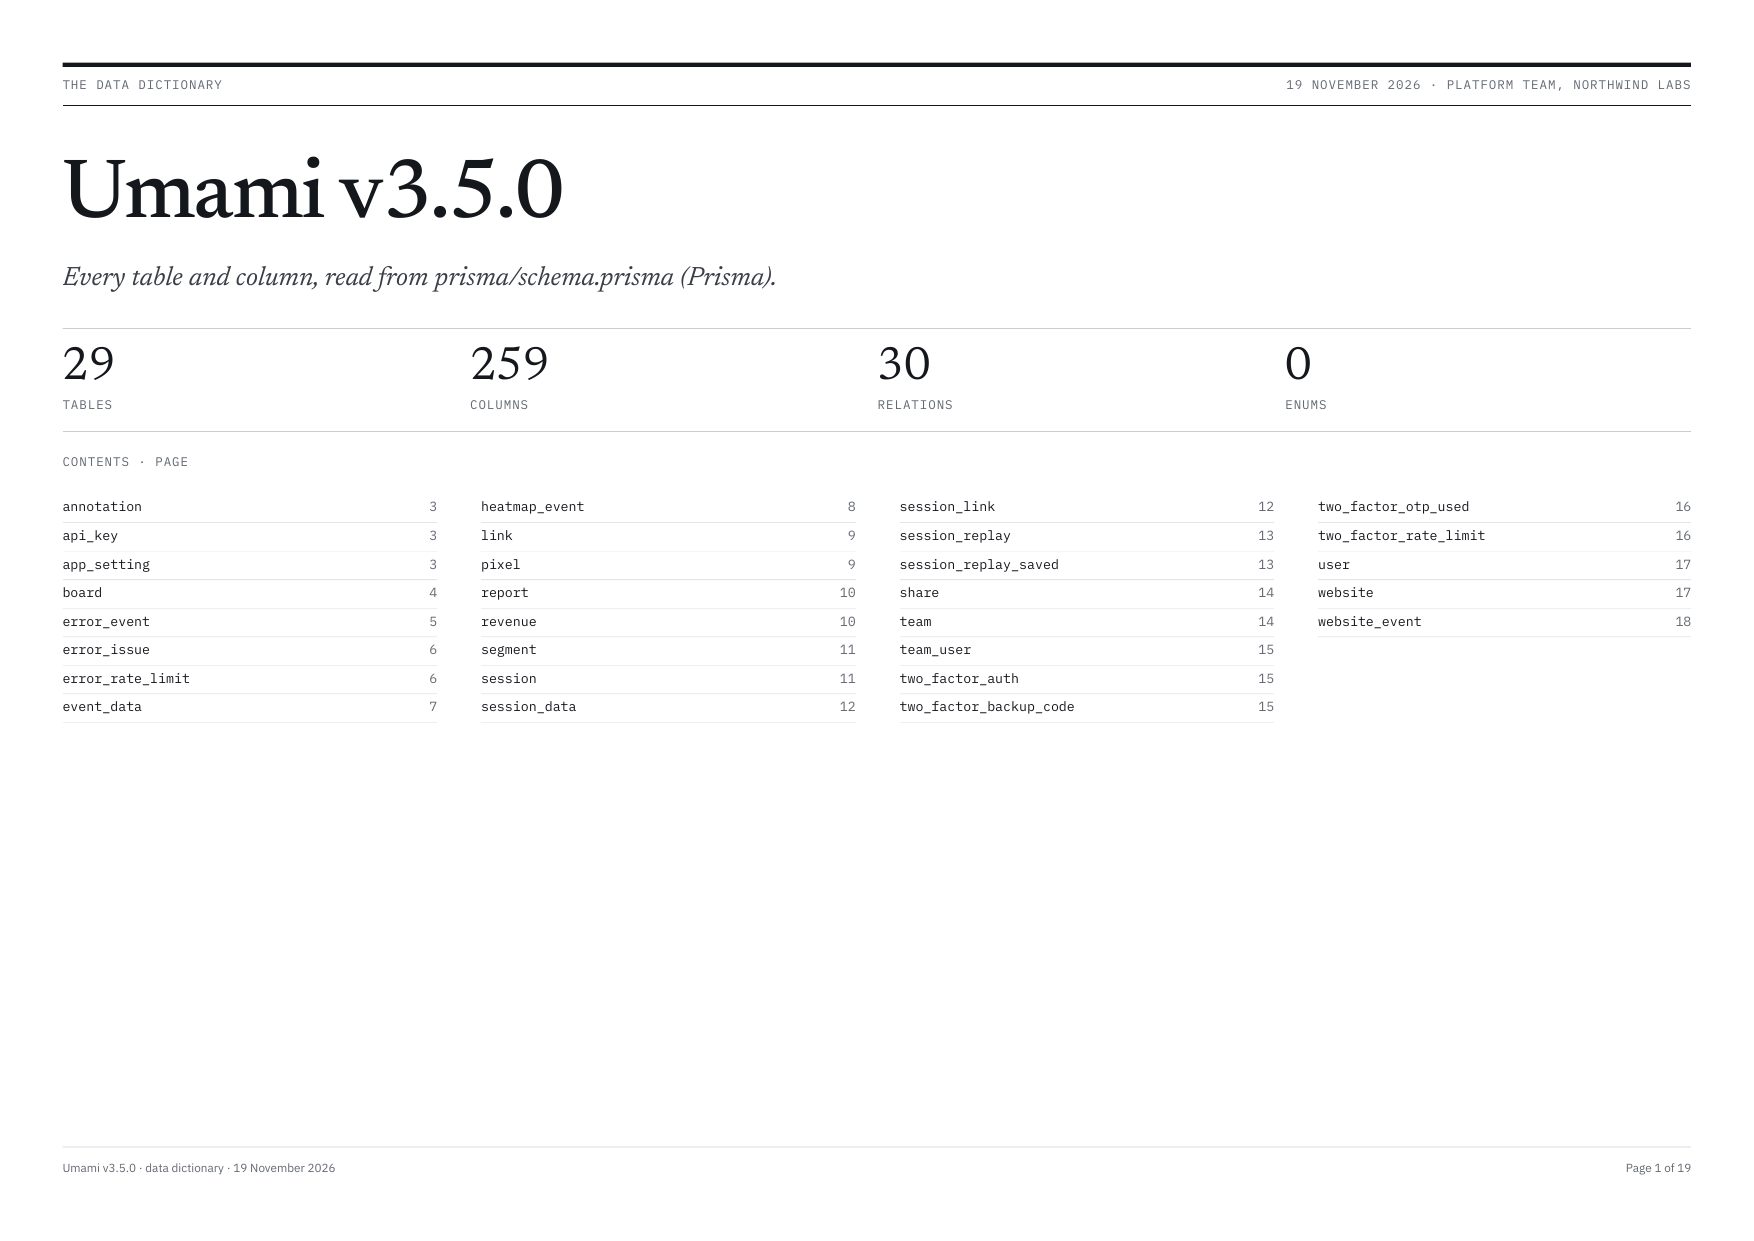 THE DATA DICTIONARY
19 NOVEMBER 2026 · PLATFORM TEAM, NORTHWIND LABS
Umami v3.5.0
Every table and column, read from prisma/schema.prisma (Prisma).
29
TABLES
259
COLUMNS
30
RELATIONS
0
ENUMS
CONTENTS · PAGE
annotation 3
api_key 3
app_setting 3
board 4
error_event 5
error_issue 6
error_rate_limit 6
event_data 7
heatmap_event 8
link 9
pixel 9
report 10
revenue 10
segment 11
session 11
session_data 12
session_link 12
session_replay 13
session_replay_saved 13
share 14
team 14
team_user 15
two_factor_auth 15
two_factor_backup_code 15
two_factor_otp_used 16
two_factor_rate_limit 16
user 17
website 17
website_event 18
Umami v3.5.0 · data dictionary · 19 November 2026
Page 1 of 19